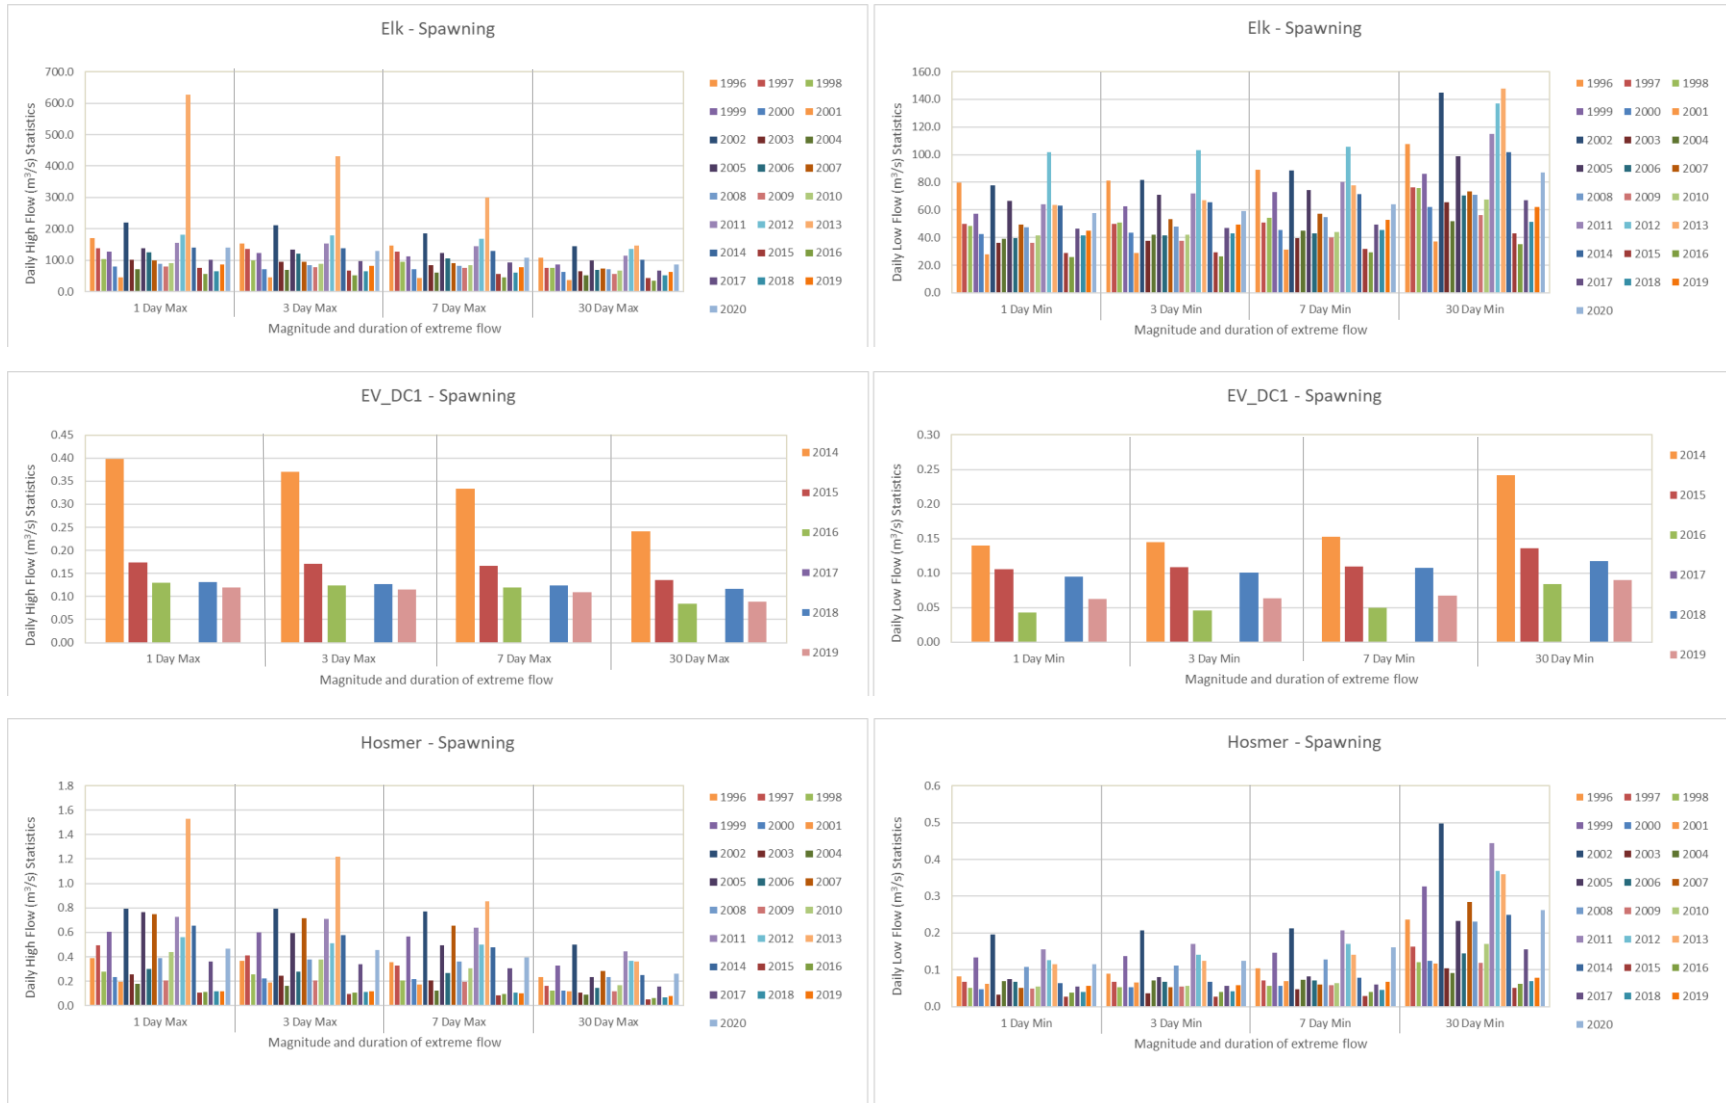 Elk - Spawning
Daily High Flow (m³/s) Statistics
700.0
600.0
500.0
400.0
300.0
200.0
100.0
0.0
1 Day Max 3 Day Max 7 Day Max 30 Day Max
Magnitude and duration of extreme flow
1996 1997 1998
1999 2000 2001
2002 2003 2004
2005 2006 2007
2008 2009 2010
2011 2012 2013
2014 2015 2016
2017 2018 2019
2020
Elk - Spawning
Daily Low Flow (m³/s) Statistics
160.0
140.0
120.0
100.0
80.0
60.0
40.0
20.0
0.0
1 Day Min 3 Day Min 7 Day Min 30 Day Min
Magnitude and duration of extreme flow
1996 1997 1998
1999 2000 2001
2002 2003 2004
2005 2006 2007
2008 2009 2010
2011 2012 2013
2014 2015 2016
2017 2018 2019
2020
EV_DC1 - Spawning
Daily High Flow (m³/s) Statistics
0.45
0.40
0.35
0.30
0.25
0.20
0.15
0.10
0.05
0.00
1 Day Max 3 Day Max 7 Day Max 30 Day Max
Magnitude and duration of extreme flow
2014
2015
2016
2017
2018
2019
EV_DC1 - Spawning
Daily Low Flow (m³/s) Statistics
0.30
0.25
0.20
0.15
0.10
0.05
0.00
1 Day Min 3 Day Min 7 Day Min 30 Day Min
Magnitude and duration of extreme flow
2014
2015
2016
2017
2018
2019
Hosmer - Spawning
Daily High Flow (m³/s) Statistics
1.8
1.6
1.4
1.2
1.0
0.8
0.6
0.4
0.2
0.0
1 Day Max 3 Day Max 7 Day Max 30 Day Max
Magnitude and duration of extreme flow
1996 1997 1998
1999 2000 2001
2002 2003 2004
2005 2006 2007
2008 2009 2010
2011 2012 2013
2014 2015 2016
2017 2018 2019
2020
Hosmer - Spawning
Daily Low Flow (m³/s) Statistics
0.6
0.5
0.4
0.3
0.2
0.1
0.0
1 Day Min 3 Day Min 7 Day Min 30 Day Min
Magnitude and duration of extreme flow
1996 1997 1998
1999 2000 2001
2002 2003 2004
2005 2006 2007
2008 2009 2010
2011 2012 2013
2014 2015 2016
2017 2018 2019
2020